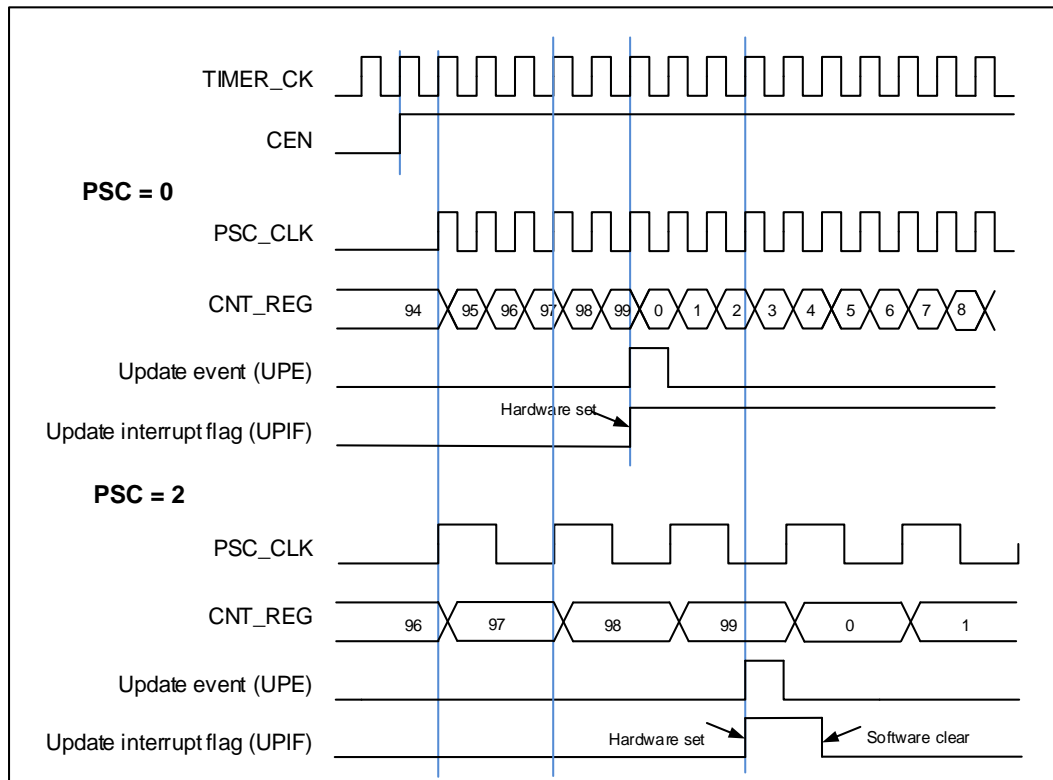 TIMER_CK
CEN
PSC = 0
PSC_CLK
CNT_REG 94 95 96 97 98 99 0 1 2 3 4 5 6 7 8
Update event (UPE)
Hardware set
Update interrupt flag (UPIF)
PSC = 2
PSC_CLK
CNT_REG 96 97 98 99 0 1
Update event (UPE)
Update interrupt flag (UPIF) Hardware set Software clear